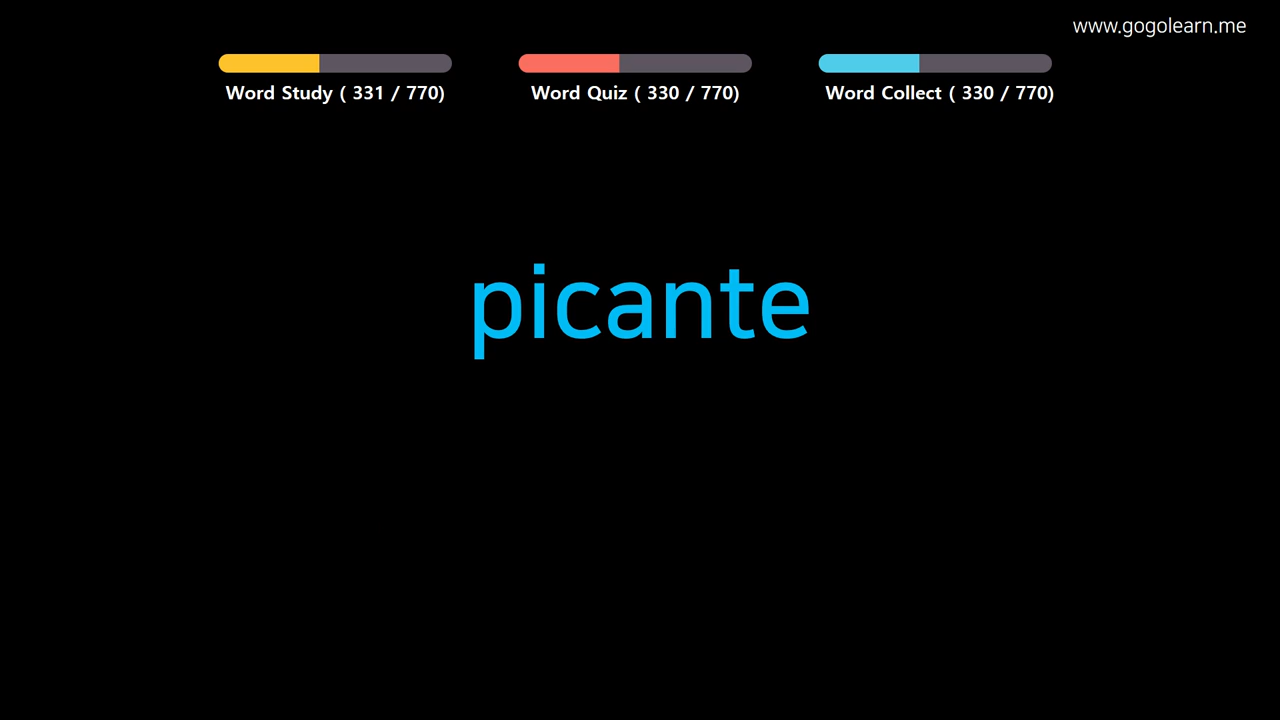 www.gogolearn.me
Word Study ( 331 / 770)
Word Quiz ( 330 / 770)
Word Collect ( 330 / 770)
picante